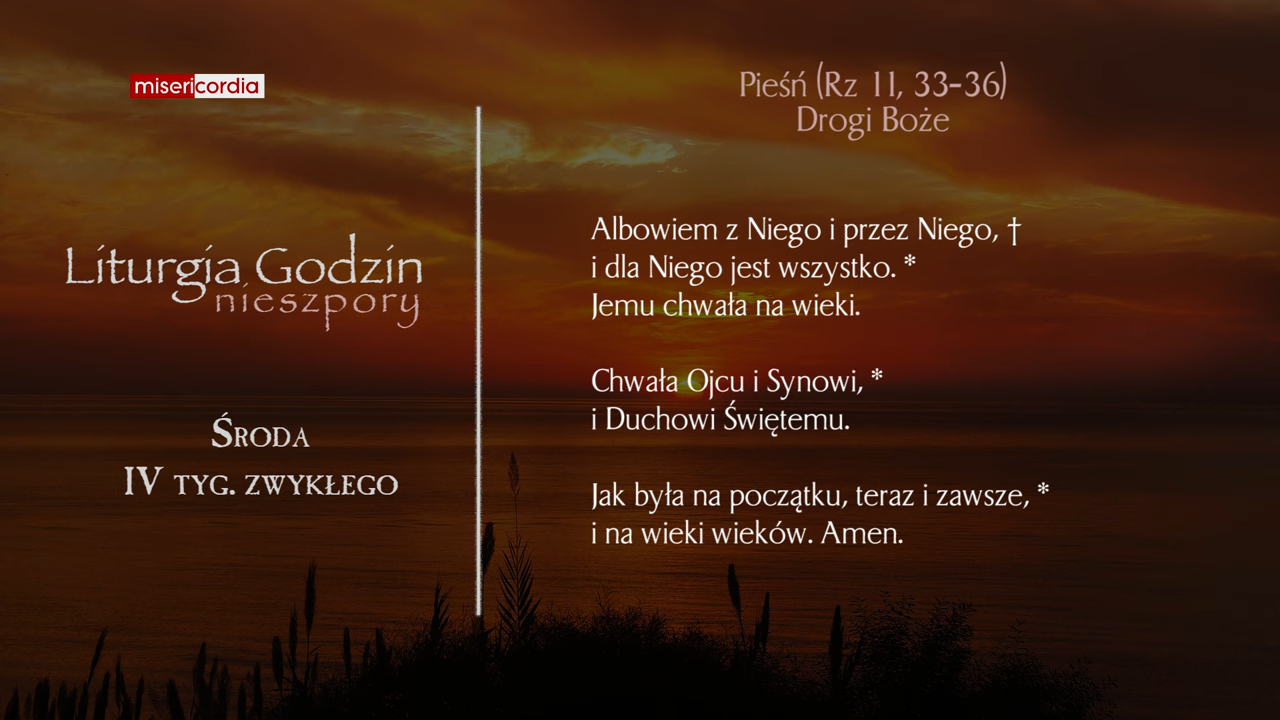 misericordia
Liturgia Godzin
nieszpory
Środa
IV tyg. zwykłego
Pieśń (Rz 11, 33-36)
Drogi Boże
Albowiem z Niego i przez Niego, †
i dla Niego jest wszystko. *
Jemu chwała na wieki.
Chwała Ojcu i Synowi, *
i Duchowi Świętemu.
Jak była na początku, teraz i zawsze, *
i na wieki wieków. Amen.